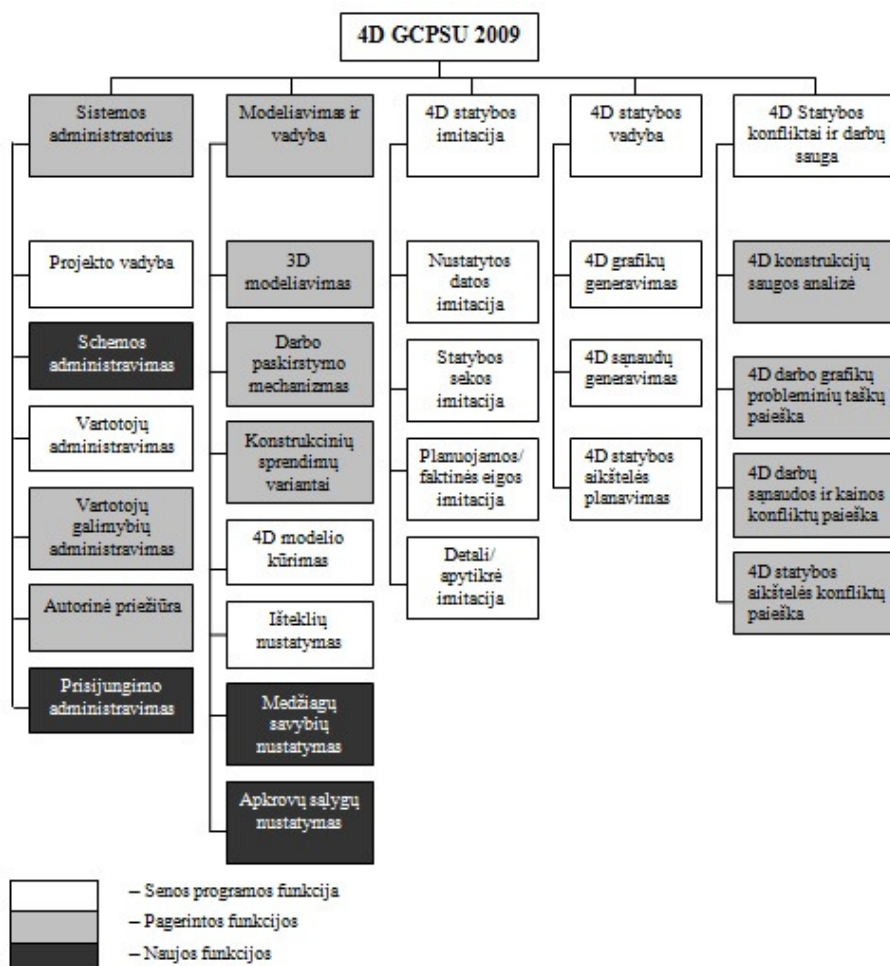 4D GCPSU 2009
Sistemos
administratorius
Modeliavimas ir
vadyba
4D statybos
imitacija
4D statybos
vadyba
4D Statybos
konfliktai ir darbų
sauga
Projekto vadyba
Schemos
administravimas
Vartotojų
administravimas
Vartotojų
galimybių
administravimas
Autorinė priežiūra
Prisijungimo
administravimas
3D
modeliavimas
Darbo
paskirstymo
mechanizmas
Konstrukcinių
sprendimų
variantai
4D modelio
kūrimas
Išteklių
nustatymas
Medžiagų
savybių
nustatymas
Apkrovų sąlygų
nustatymas
Nustatytos
datos
imitacija
Statybos
sekos
imitacija
Planuojamos/
faktinės eigos
imitacija
Detali/
apytikrė
imitacija
4D grafikų
generavimas
4D sąnaudų
generavimas
4D statybos
aikštelės
planavimas
4D konstrukcijų
saugos analizė
4D darbo grafikų
probleminių taškų
paieška
4D darbų
sąnaudos ir kainos
konfliktų paieška
4D statybos
aikštelės konfliktų
paieška
– Senos programos funkcija
– Pagerintos funkcijos
– Naujos funkcijos